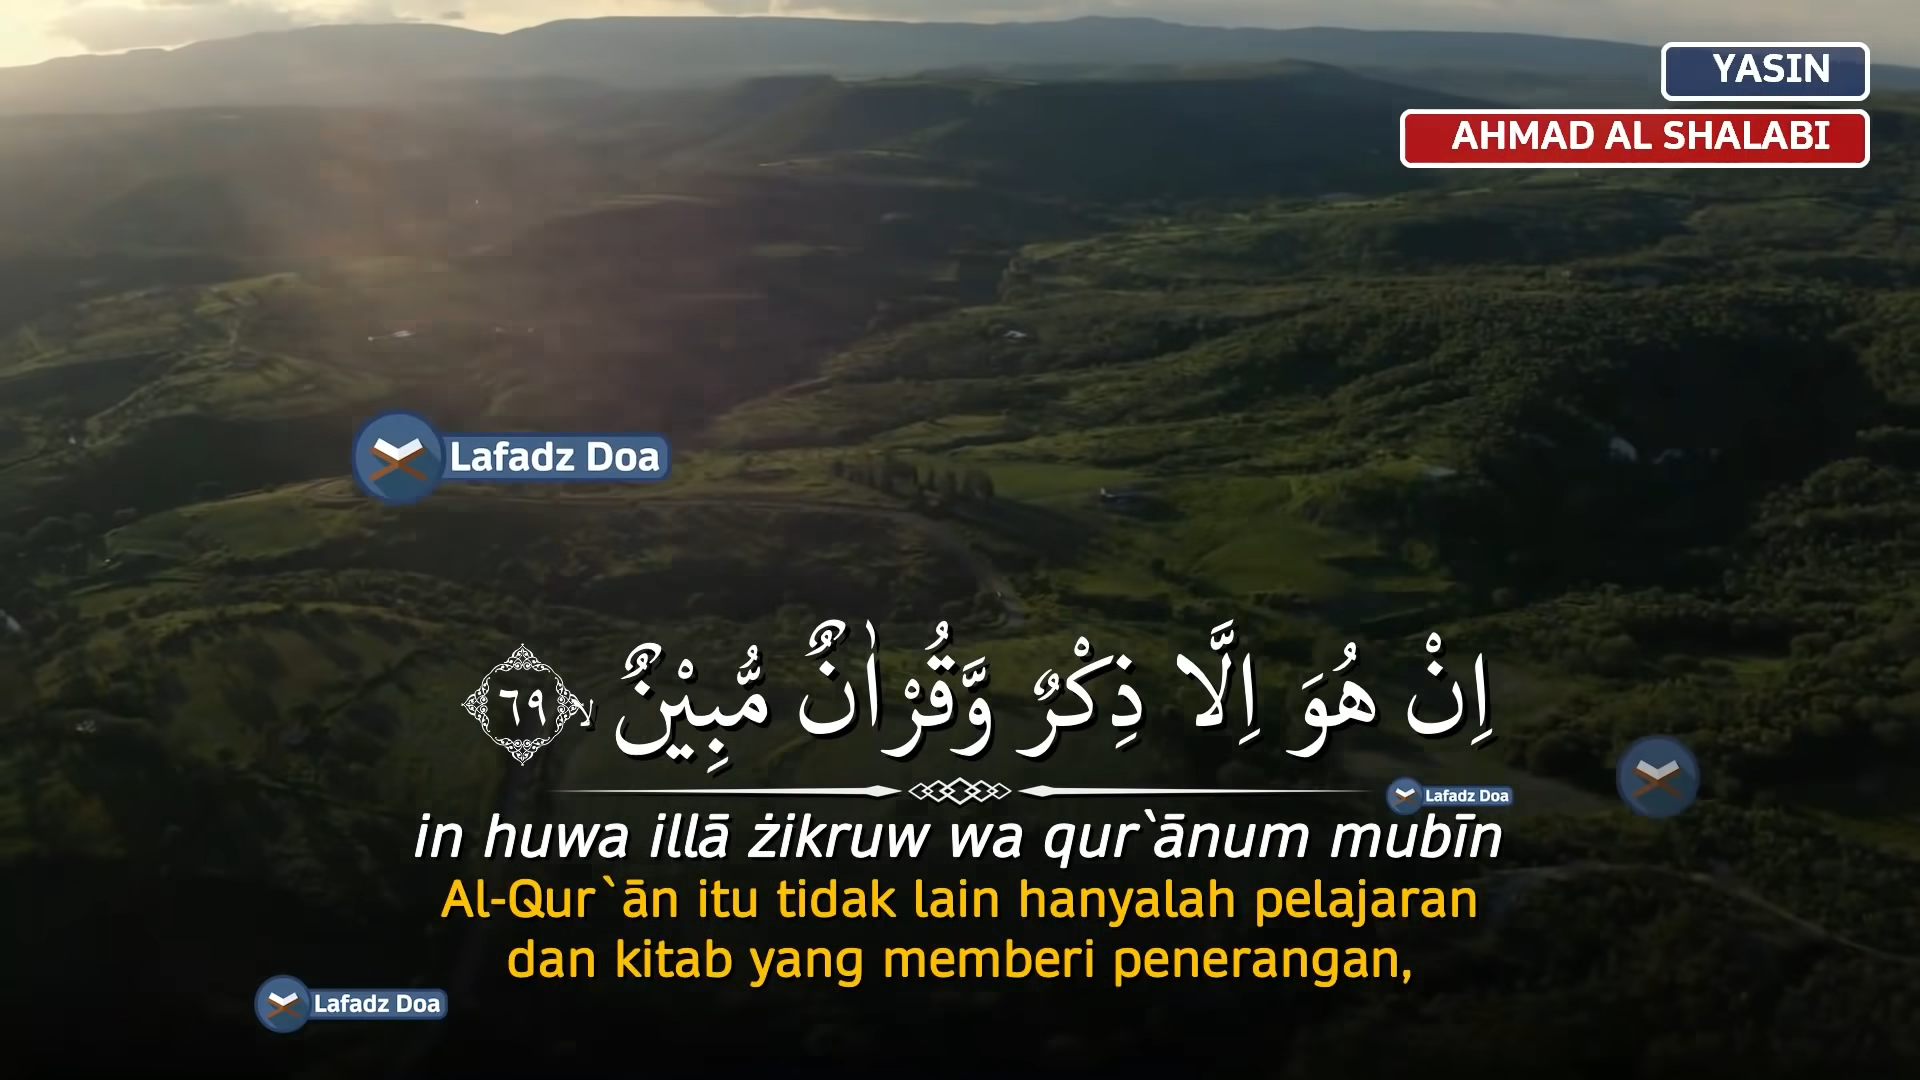 YASIN
AHMAD AL SHALABI
Lafadz Doa
اِنْ هُوَ اِلَّا ذِكْرٌ وَّقُرْاٰنٌ مُّبِيْنٌ ۙ ٦٩
Lafadz Doa
in huwa illā żikruw wa qur`ānum mubīn
Al-Qur`ān itu tidak lain hanyalah pelajaran
dan kitab yang memberi penerangan,
Lafadz Doa